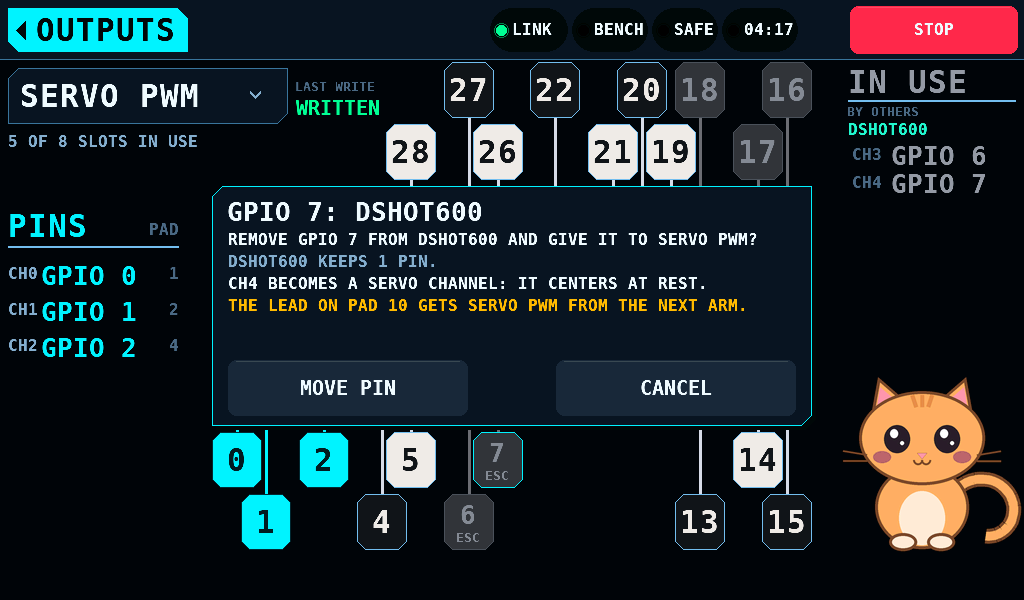 OUTPUTS
LINK
BENCH
SAFE
04:17
STOP
SERVO PWM
LAST WRITE
WRITTEN
5 OF 8 SLOTS IN USE
27
22
20
18
16
28
26
21
19
17
IN USE
BY OTHERS
DSHOT600
CH3 GPIO 6
CH4 GPIO 7
PINS PAD
CH0 GPIO 0 1
CH1 GPIO 1 2
CH2 GPIO 2 4
GPIO 7: DSHOT600
REMOVE GPIO 7 FROM DSHOT600 AND GIVE IT TO SERVO PWM?
DSHOT600 KEEPS 1 PIN.
CH4 BECOMES A SERVO CHANNEL: IT CENTERS AT REST.
THE LEAD ON PAD 10 GETS SERVO PWM FROM THE NEXT ARM.
MOVE PIN
CANCEL
0
2
5
7
ESC
14
1
4
6
ESC
13
15